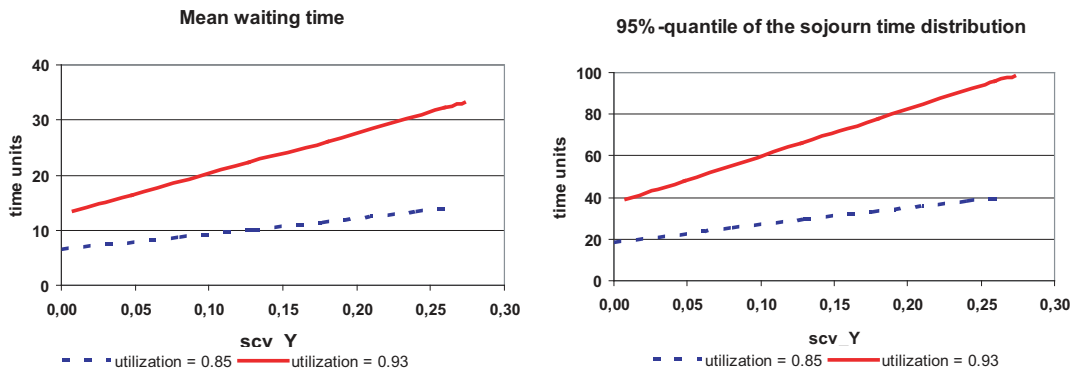 Mean waiting time
40
30
20
10
0
time units
0,00 0,05 0,10 0,15 0,20 0,25 0,30
scv_Y
utilization = 0.85 utilization = 0.93
95%-quantile of the sojourn time distribution
100
80
60
40
20
0
time units
0,00 0,05 0,10 0,15 0,20 0,25 0,30
scv_Y
utilization = 0.85 utilization = 0.93